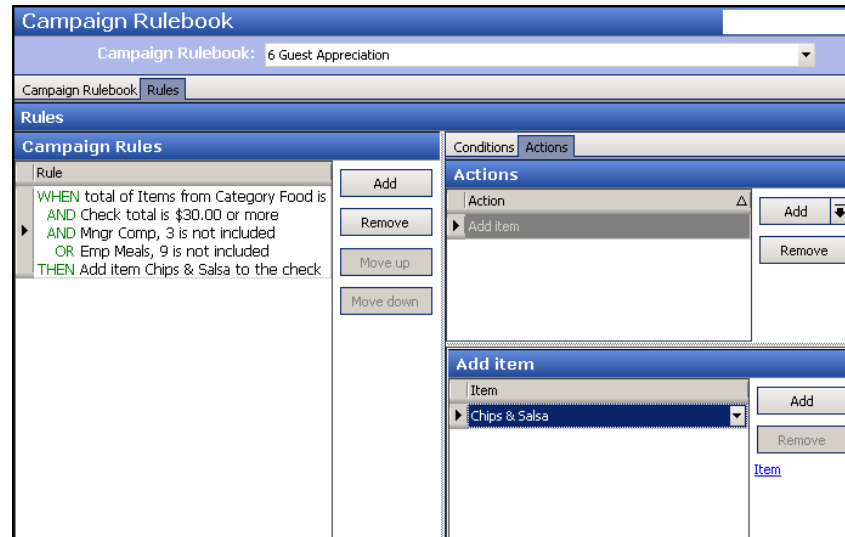 Campaign Rulebook
Campaign Rulebook: 6 Guest Appreciation
Campaign Rulebook Rules
Rules
Campaign Rules
Rule
WHEN total of Items from Category Food is
AND Check total is $30.00 or more
AND Mngr Comp, 3 is not included
OR Emp Meals, 9 is not included
THEN Add item Chips & Salsa to the check
Add
Remove
Move up
Move down
Conditions Actions
Actions
Action
Add item
Add
Remove
Add item
Item
Chips & Salsa
Add
Remove
Item